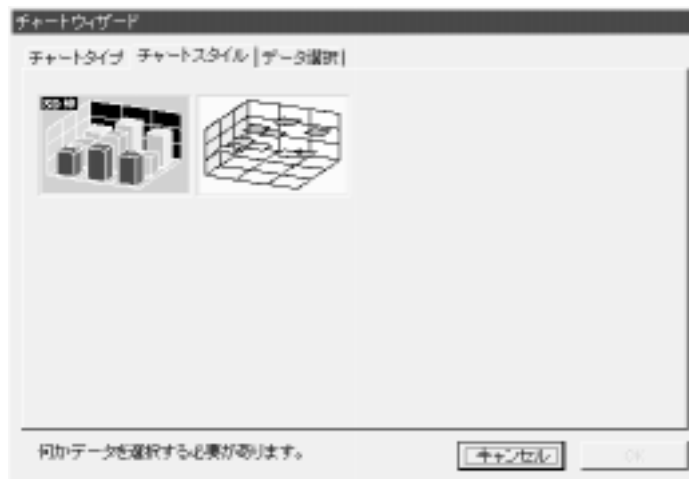 チャートウィザード
チャートタイプ チャートスタイル データ選択
3D 棒
何かデータを選択する必要があります。
キャンセル OK